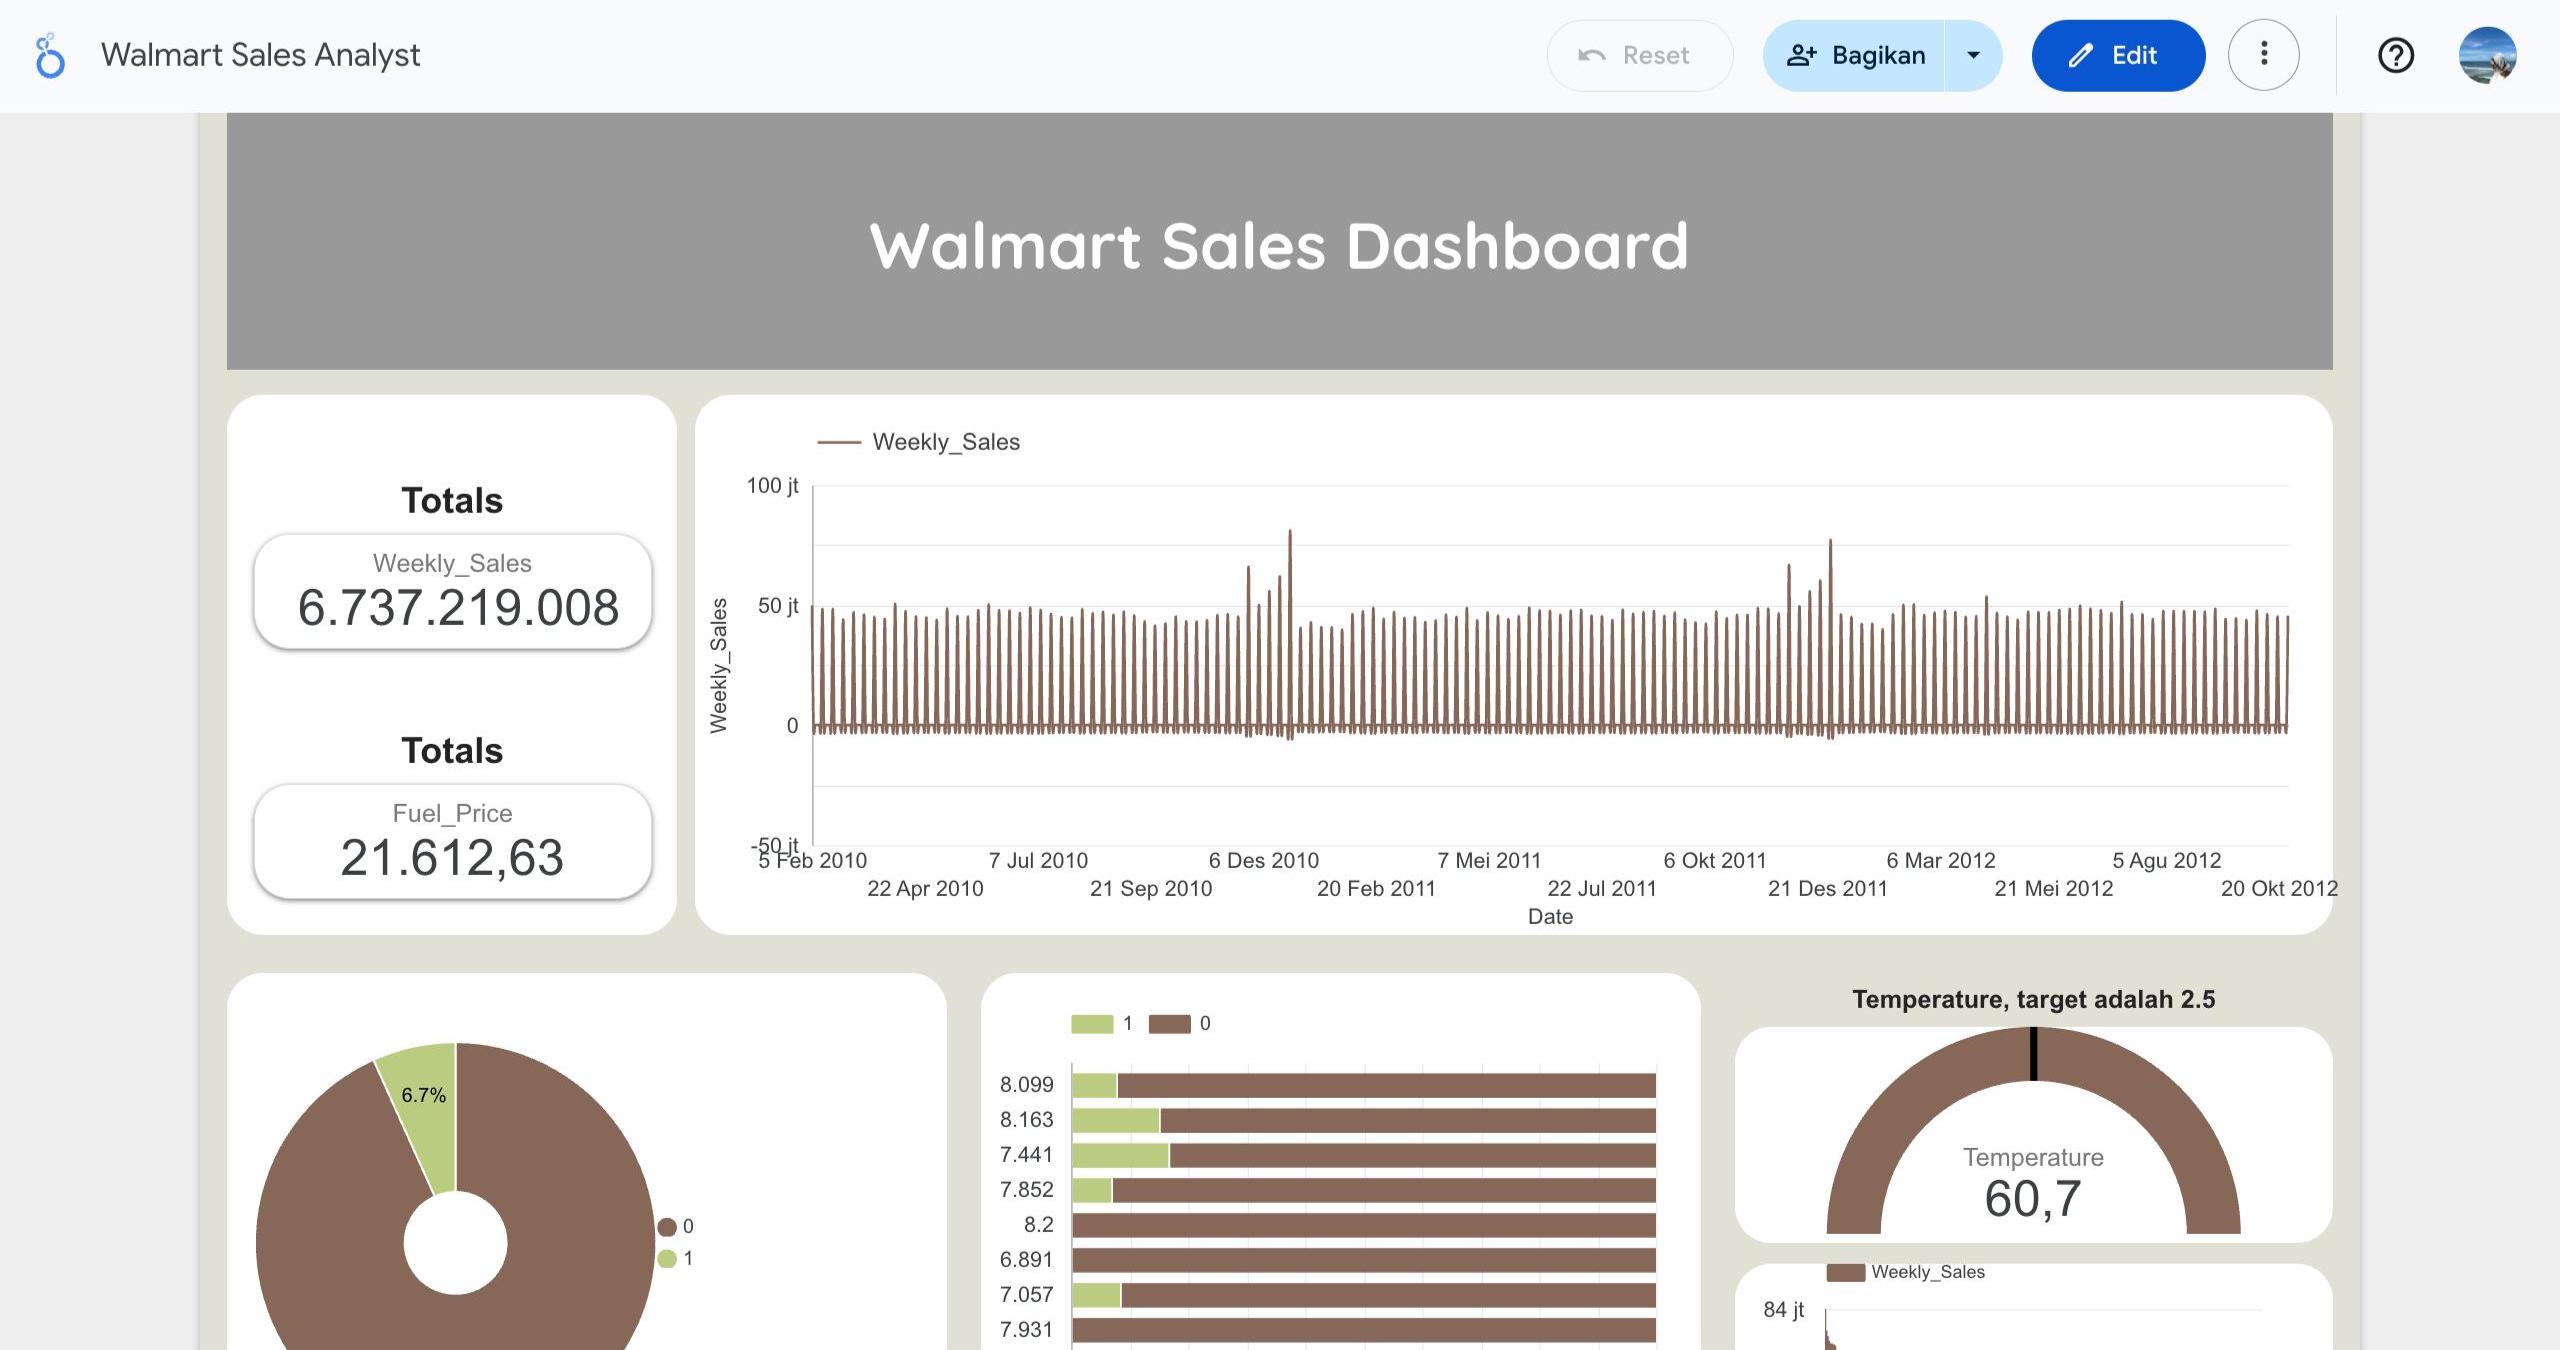 Walmart Sales Analyst
Reset
Bagikan
Edit
Walmart Sales Dashboard
Totals
Weekly_Sales
6.737.219.008
Totals
Fuel_Price
21.612,63
Weekly_Sales
100 jt
50 jt
0
-50 jt
Weekly_Sales
5 Feb 2010
7 Jul 2010
6 Des 2010
7 Mei 2011
6 Okt 2011
6 Mar 2012
5 Agu 2012
22 Apr 2010
21 Sep 2010
20 Feb 2011
22 Jul 2011
21 Des 2011
21 Mei 2012
20 Okt 2012
Date
6.7%
0
1
1
0
8.099
8.163
7.441
7.852
8.2
6.891
7.057
7.931
Temperature, target adalah 2.5
Temperature
60,7
Weekly_Sales
84 jt